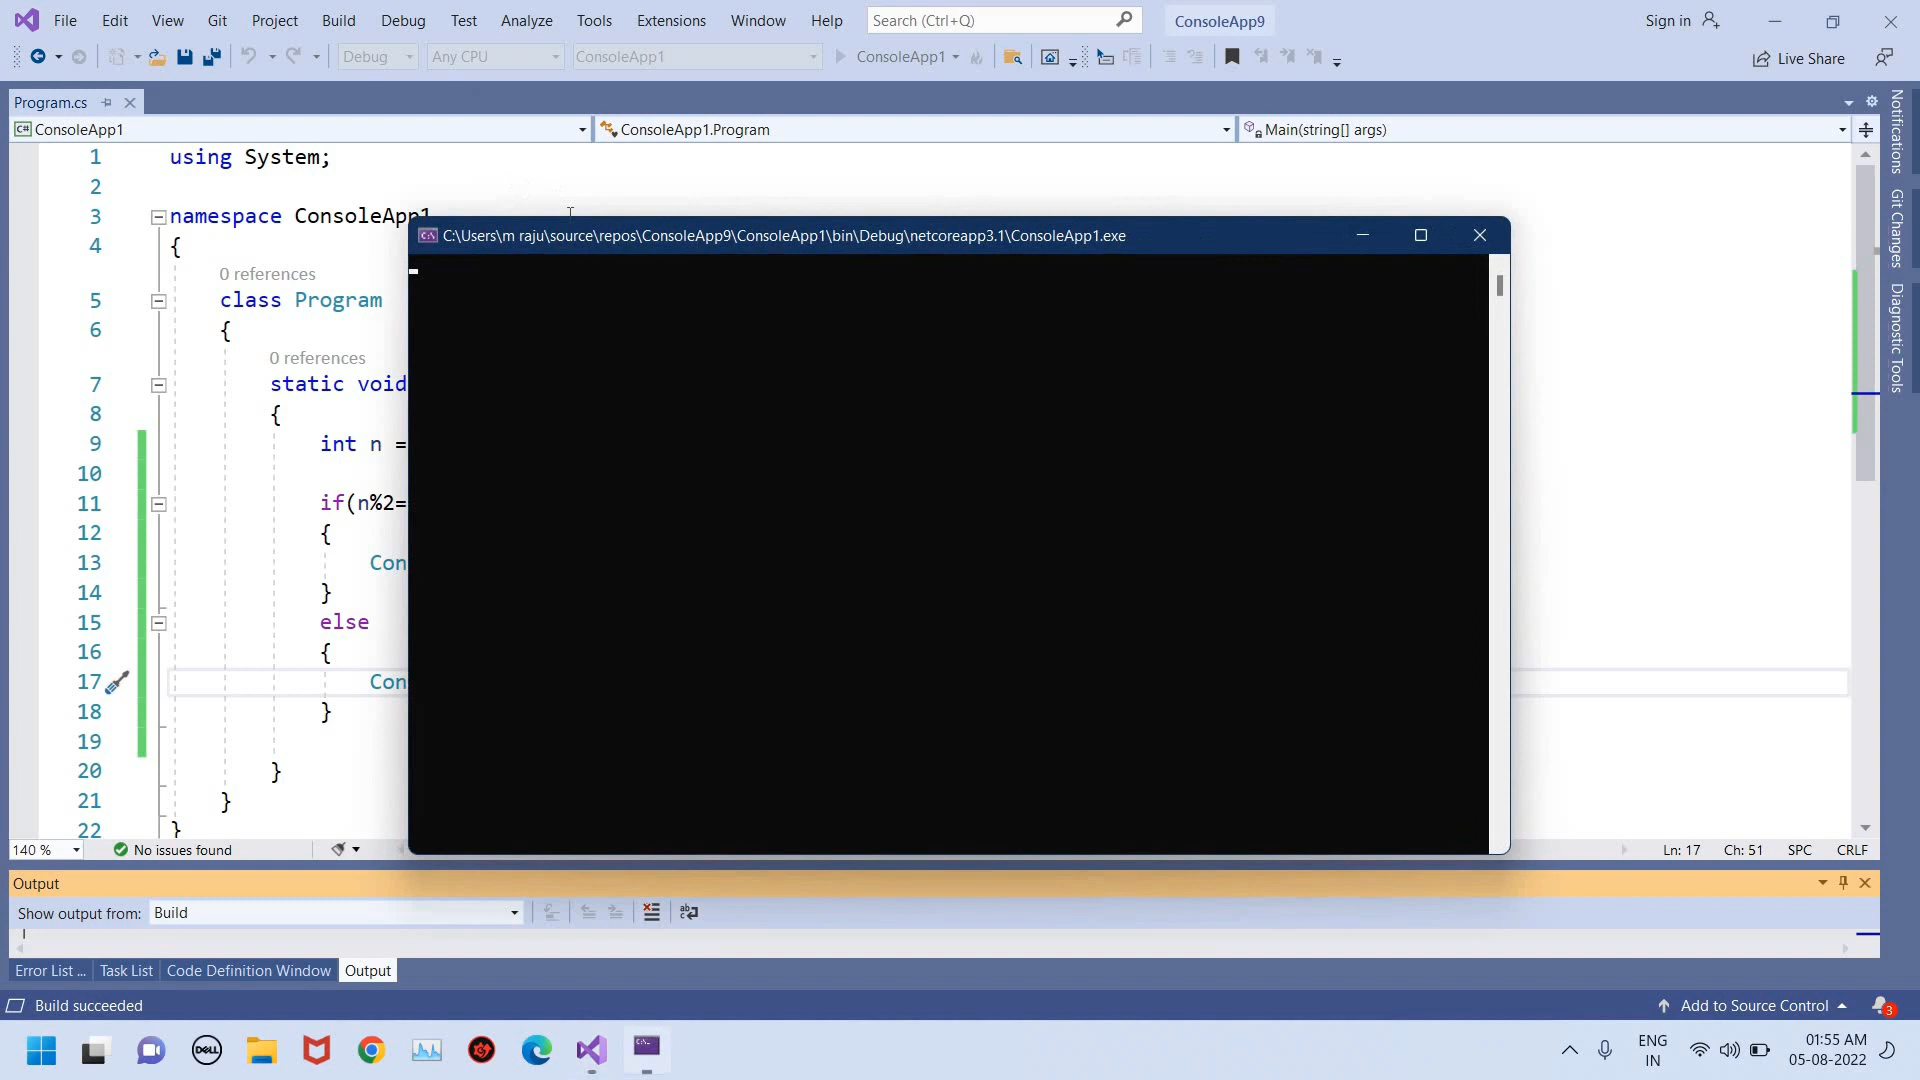 File Edit View Git Project Build Debug Test Analyze Tools Extensions Window Help Search (Ctrl+Q) ConsoleApp9 Sign in
Debug Any CPU ConsoleApp1 ConsoleApp1 Live Share
Program.cs
C# ConsoleApp1 ConsoleApp1.Program Main(string[] args)
Notifications
Git Changes
Diagnostic Tools
1 using System;
2
3 namespace ConsoleApp1
4 {
0 references
5 class Program
6 {
0 references
7 static void
8 {
9 int n =
10
11 if(n%2=
12 {
13 Con
14 }
15 else
16 {
17 Con
18 }
19
20 }
21 }
22 }
C:\Users\m raju\source\repos\ConsoleApp9\ConsoleApp1\bin\Debug\netcoreapp3.1\ConsoleApp1.exe
140 % No issues found Ln: 17 Ch: 51 SPC CRLF
Output
Show output from: Build
Error List ... Task List Code Definition Window Output
Build succeeded Add to Source Control 3
DELL
ENG
IN
01:55 AM
05-08-2022